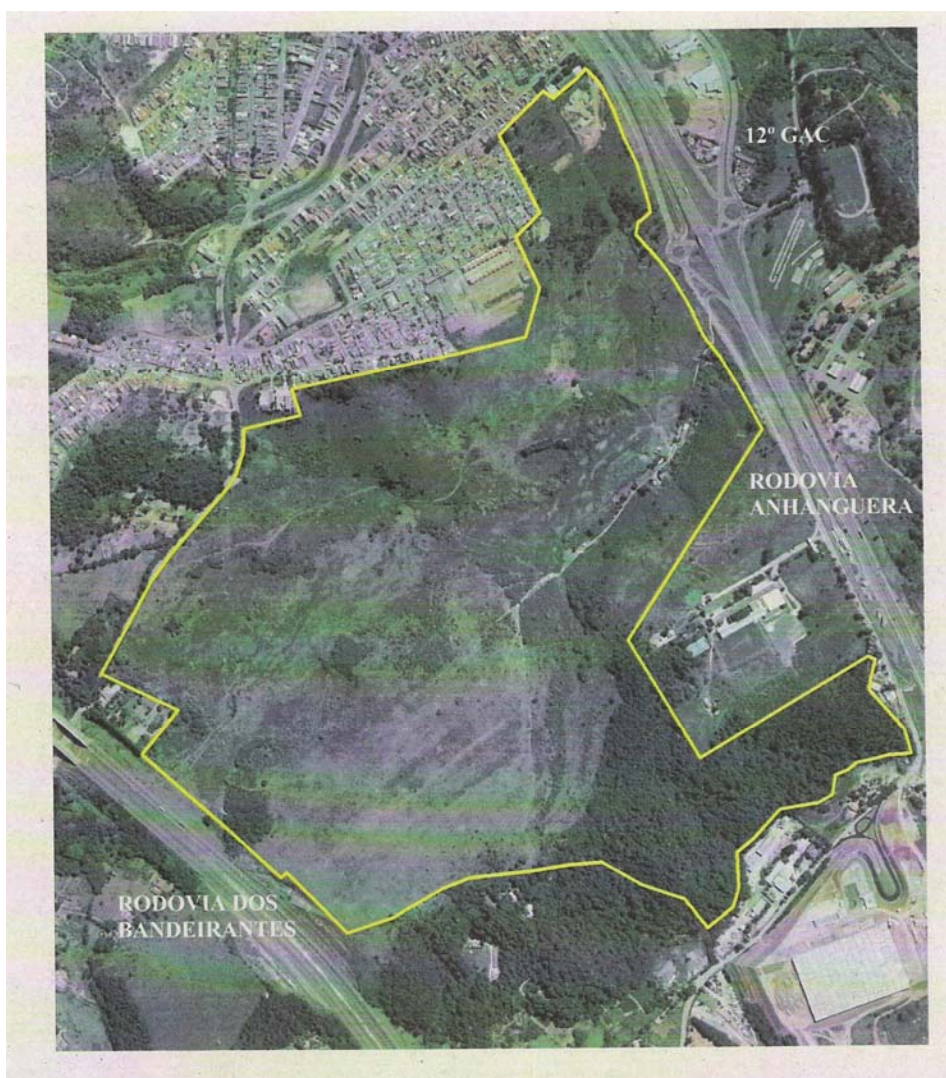 12º GAC
RODOVIA
ANHANGUERA
RODOVIA DOS
BANDEIRANTES